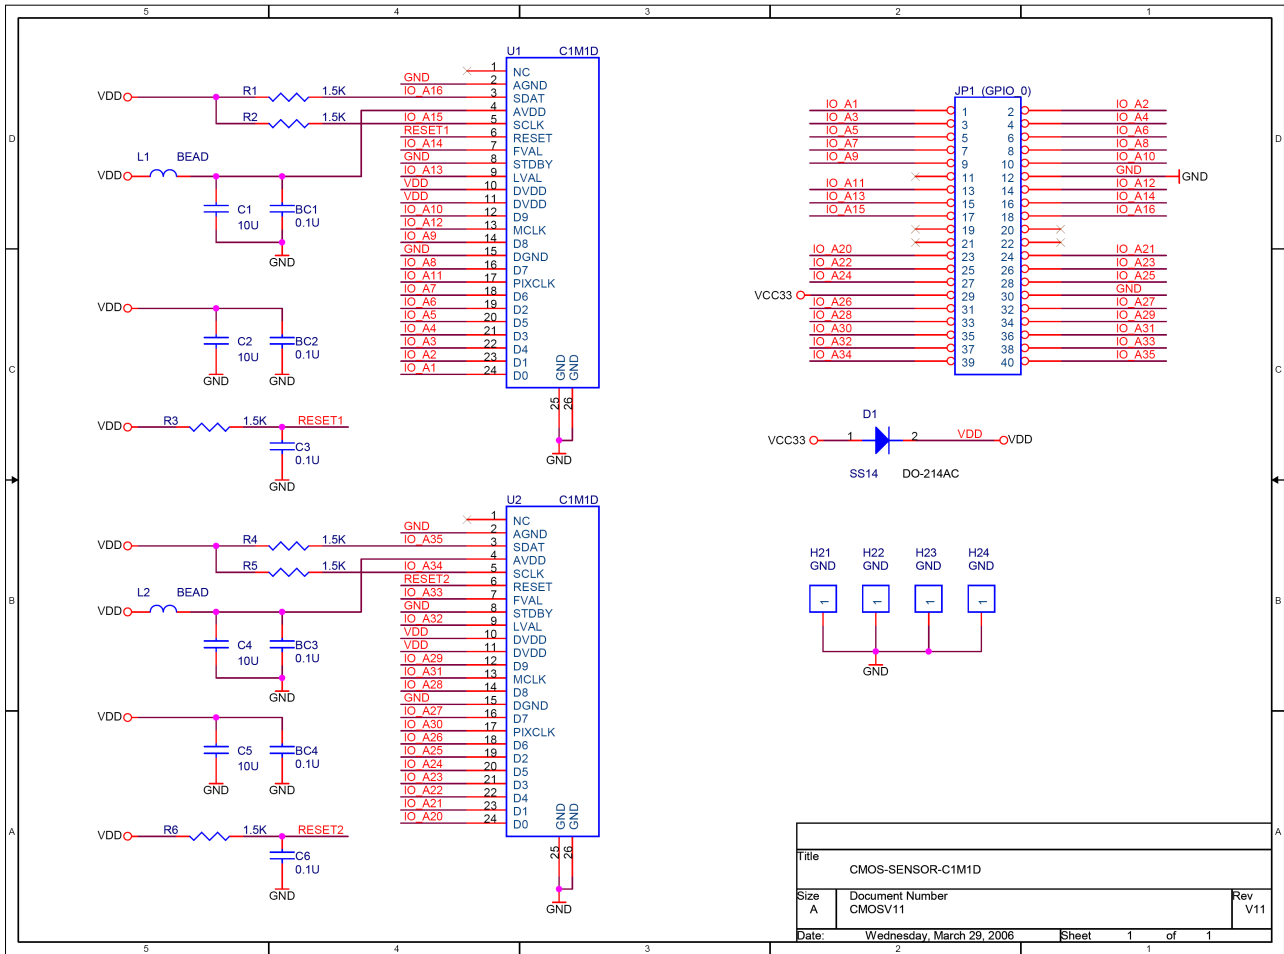 5 4 3 2 1
D
C
B
A
D
C
B
A
5 4 3 2 1
VDD
R1 1.5K
R2 1.5K
L1 BEAD
VDD
C1
10U
BC1
0.1U
GND
VDD
C2
10U
BC2
0.1U
GND GND
VDD
R3 1.5K RESET1
C3
0.1U
GND
U1 C1M1D
1 NC
GND 2 AGND
IO_A16 3 SDAT
4 AVDD
IO_A15 5 SCLK
RESET1 6 RESET
IO_A14 7 FVAL
GND 8 STDBY
IO_A13 9 LVAL
VDD 10 DVDD
VDD 11 DVDD
IO_A10 12 D9
IO_A12 13 MCLK
IO_A9 14 D8
GND 15 DGND
IO_A8 16 D7
IO_A11 17 PIXCLK
IO_A7 18 D6
IO_A6 19 D2
IO_A5 20 D5
IO_A4 21 D3
IO_A3 22 D4
IO_A2 23 D1
IO_A1 24 D0
GND GND
25 26
GND
VDD
R4 1.5K
R5 1.5K
L2 BEAD
VDD
C4
10U
BC3
0.1U
GND
VDD
C5
10U
BC4
0.1U
GND GND
VDD
R6 1.5K RESET2
C6
0.1U
GND
U2 C1M1D
1 NC
GND 2 AGND
IO_A35 3 SDAT
4 AVDD
IO_A34 5 SCLK
RESET2 6 RESET
IO_A33 7 FVAL
GND 8 STDBY
IO_A32 9 LVAL
VDD 10 DVDD
VDD 11 DVDD
IO_A29 12 D9
IO_A31 13 MCLK
IO_A28 14 D8
GND 15 DGND
IO_A27 16 D7
IO_A30 17 PIXCLK
IO_A26 18 D6
IO_A25 19 D2
IO_A24 20 D5
IO_A23 21 D3
IO_A22 22 D4
IO_A21 23 D1
IO_A20 24 D0
GND GND
25 26
GND
JP1 (GPIO_0)
IO_A1 1 2 IO_A2
IO_A3 3 4 IO_A4
IO_A5 5 6 IO_A6
IO_A7 7 8 IO_A8
IO_A9 9 10 IO_A10
11 12 GND GND
IO_A11 13 14 IO_A12
IO_A13 15 16 IO_A14
IO_A15 17 18 IO_A16
19 20
21 22
IO_A20 23 24 IO_A21
IO_A22 25 26 IO_A23
IO_A24 27 28 IO_A25
VCC33 29 30 GND
IO_A26 31 32 IO_A27
IO_A28 33 34 IO_A29
IO_A30 35 36 IO_A31
IO_A32 37 38 IO_A33
IO_A34 39 40 IO_A35
D1
VCC33 1 2 VDD VDD
SS14 DO-214AC
H21 H22 H23 H24
GND GND GND GND
1 1 1 1
GND
Title
CMOS-SENSOR-C1M1D
Size Document Number Rev
A CMOSV11 V11
Date: Wednesday, March 29, 2006 Sheet 1 of 1